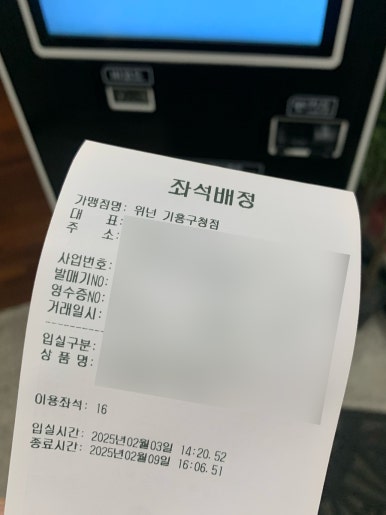 좌석배정
가맹점명: 위넌 기흥구청점
대 표:
주 소:
사업번호:
발매기NO:
영수증NO:
거래일시:
입실구분:
상 품 명:
이용좌석: 16
입실시간: 2025년02월03일 14:20.52
종료시간: 2025년02월09일 16:06.51